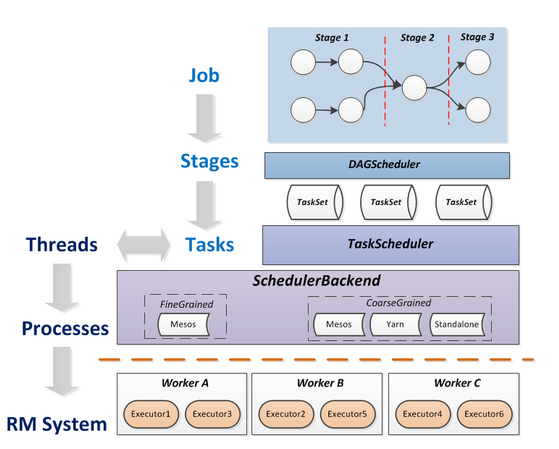 Stage 1 Stage 2 Stage 3
Job
Stages
DAGScheduler
TaskSet TaskSet TaskSet
Threads
Tasks
TaskScheduler
SchedulerBackend
FineGrained
Mesos
CoarseGrained
Mesos Yarn Standalone
Processes
Worker A Worker B Worker C
Executor1 Executor3 Executor2 Executor5 Executor4 Executor6
RM System